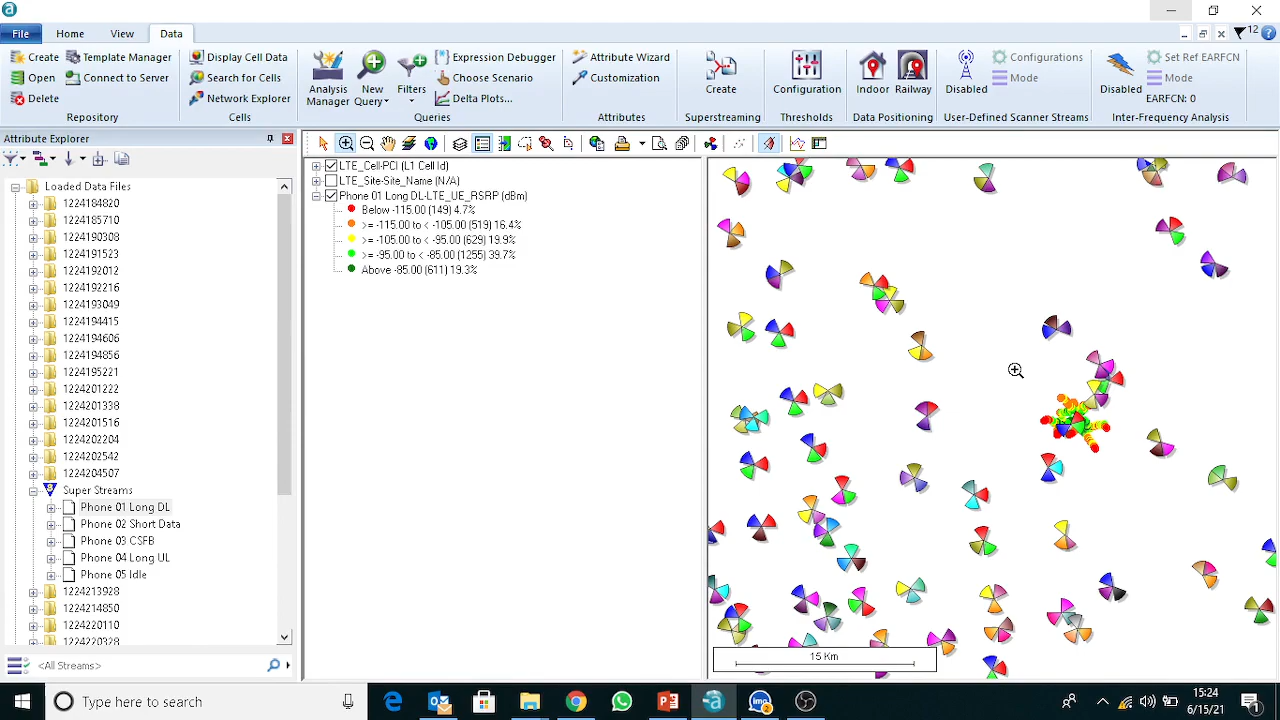 File Home View Data
12
Create Template Manager
Open Connect to Server
Delete
Repository
Display Cell Data
Search for Cells
Network Explorer
Cells
Analysis Manager
New Query
Filters
Expression Debugger
Choose Scenario
Delta Plots...
Queries
Attribute Wizard
Customization
Attributes
Create
Superstreaming
Configuration
Thresholds
Indoor Railway
Data Positioning
Disabled
Configurations
Mode
User-Defined Scanner Streams
Disabled
Set Ref EARFCN
Mode
EARFCN: 0
Inter-Frequency Analysis
Attribute Explorer
Loaded Data Files
1224184820
1224185710
1224190308
1224191523
1224192012
1224192216
1224193049
1224194415
1224194606
1224194856
1224195221
1224201222
1224201398
1224201516
1224202204
1224204507
Super Streams
Phone 01 Long DL
Phone 02 Short Data
Phone 03 CSFB
Phone 04 Long UL
Phone 05 Idle
1224213928
1224214850
1224220110
1224220328
<All Streams>
LTE_Cell-PCI (L1 Cell Id)
LTE_Site-Site_Name (N/A)
Phone 01 Long DL-LTE_UE_RSRP (dBm)
Below -115.00 (149) 4.7%
>= -115.00 to < -105.00 (519) 16.4%
>= -105.00 to < -95.00 (629) 19.9%
>= -95.00 to < -85.00 (1255) 39.7%
Above -85.00 (611) 19.3%
15 Km
Type here to search
15:24
6/15/21